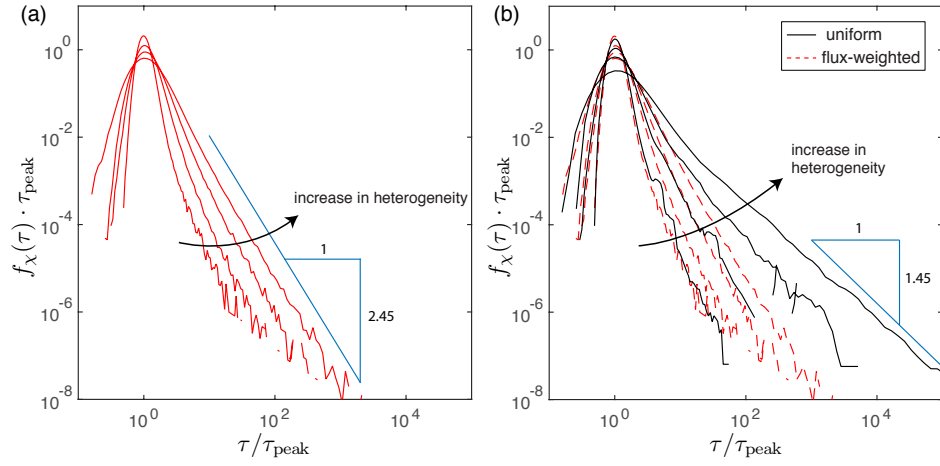 (a)
10^0
10^-2
10^-4
10^-6
10^-8
f_χ(τ) · τ_peak
increase in heterogeneity
1
2.45
10^0
10^2
10^4
τ/τ_peak
(b)
uniform
flux-weighted
10^0
10^-2
10^-4
10^-6
10^-8
f_χ(τ) · τ_peak
increase in
heterogeneity
1
1.45
10^0
10^2
10^4
τ/τ_peak